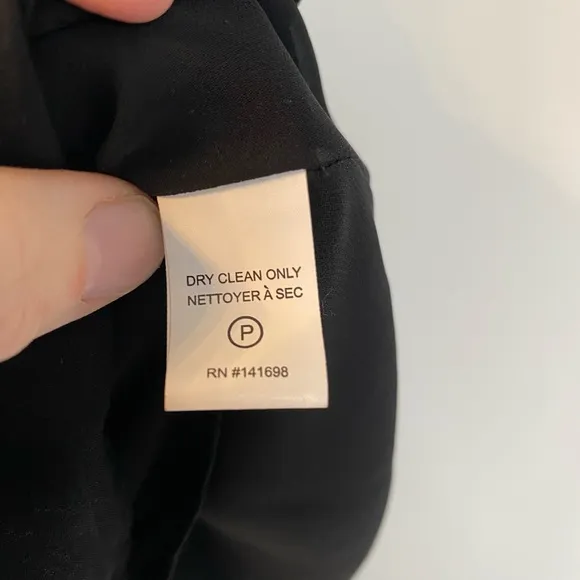 DRY CLEAN ONLY
NETTOYER À SEC
P
RN #141698